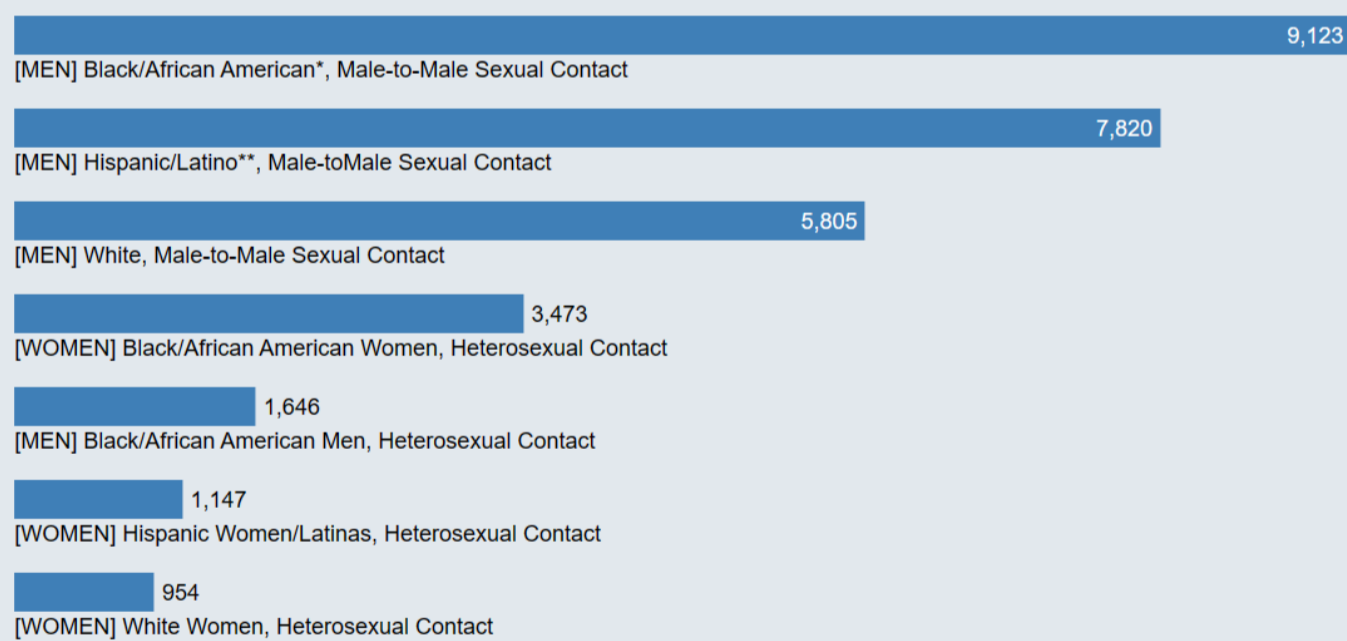 9,123
[MEN] Black/African American*, Male-to-Male Sexual Contact
7,820
[MEN] Hispanic/Latino**, Male-toMale Sexual Contact
5,805
[MEN] White, Male-to-Male Sexual Contact
3,473
[WOMEN] Black/African American Women, Heterosexual Contact
1,646
[MEN] Black/African American Men, Heterosexual Contact
1,147
[WOMEN] Hispanic Women/Latinas, Heterosexual Contact
954
[WOMEN] White Women, Heterosexual Contact